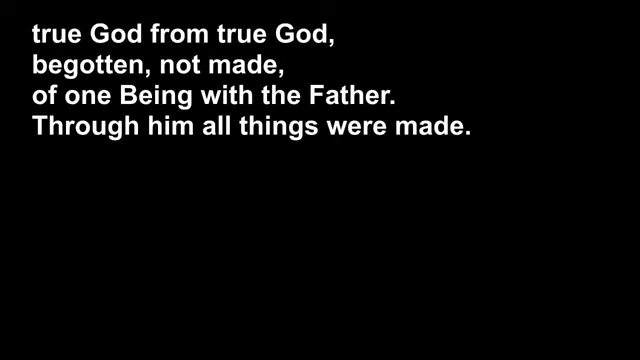 true God from true God,
begotten, not made,
of one Being with the Father.
Through him all things were made.